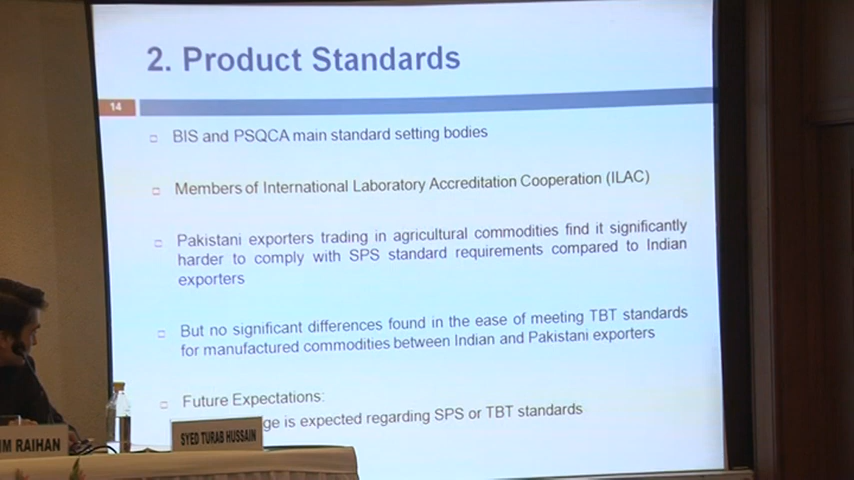 2. Product Standards
14
BIS and PSQCA main standard setting bodies
Members of International Laboratory Accreditation Cooperation (ILAC)
Pakistani exporters trading in agricultural commodities find it significantly
harder to comply with SPS standard requirements compared to Indian
exporters
But no significant differences found in the ease of meeting TBT standards
for manufactured commodities between Indian and Pakistani exporters
Future Expectations:
is expected regarding SPS or TBT standards
RAIHAN
SYED TURAB HUSSAIN